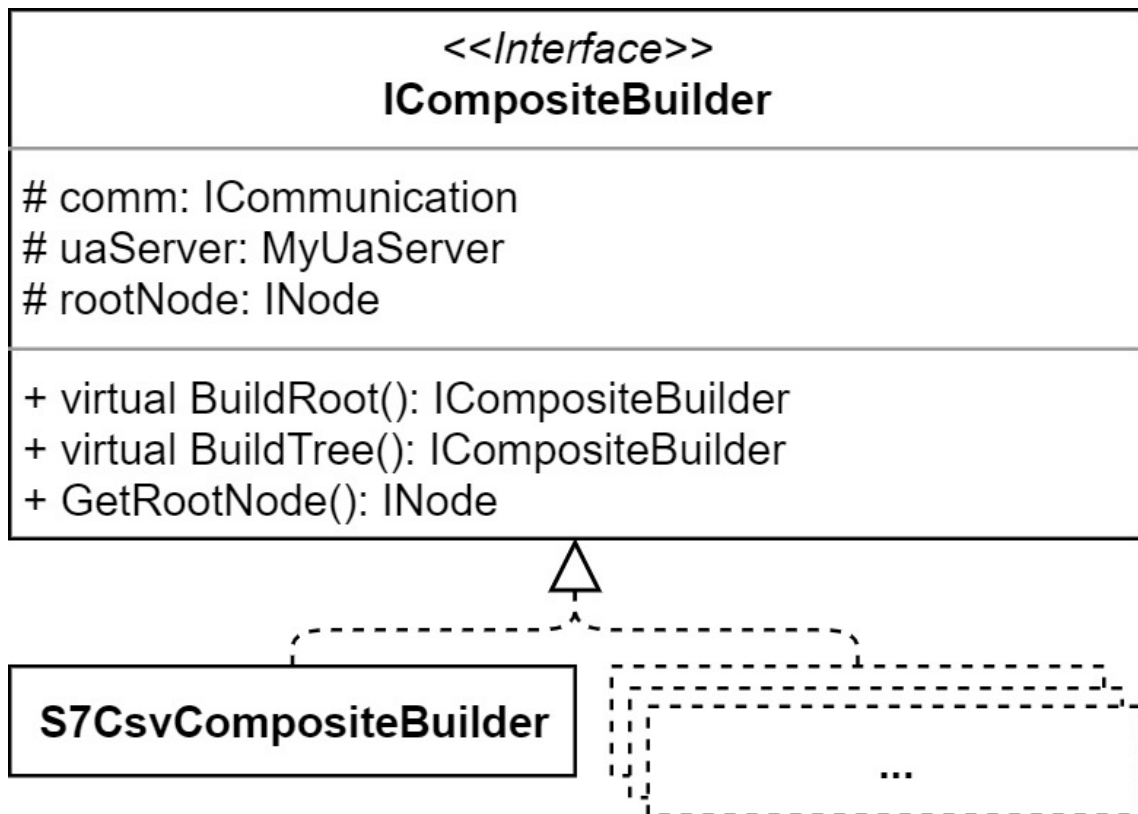 <<Interface>>
ICompositeBuilder
# comm: ICommunication
# uaServer: MyUaServer
# rootNode: INode
+ virtual BuildRoot(): ICompositeBuilder
+ virtual BuildTree(): ICompositeBuilder
+ GetRootNode(): INode
S7CsvCompositeBuilder
...